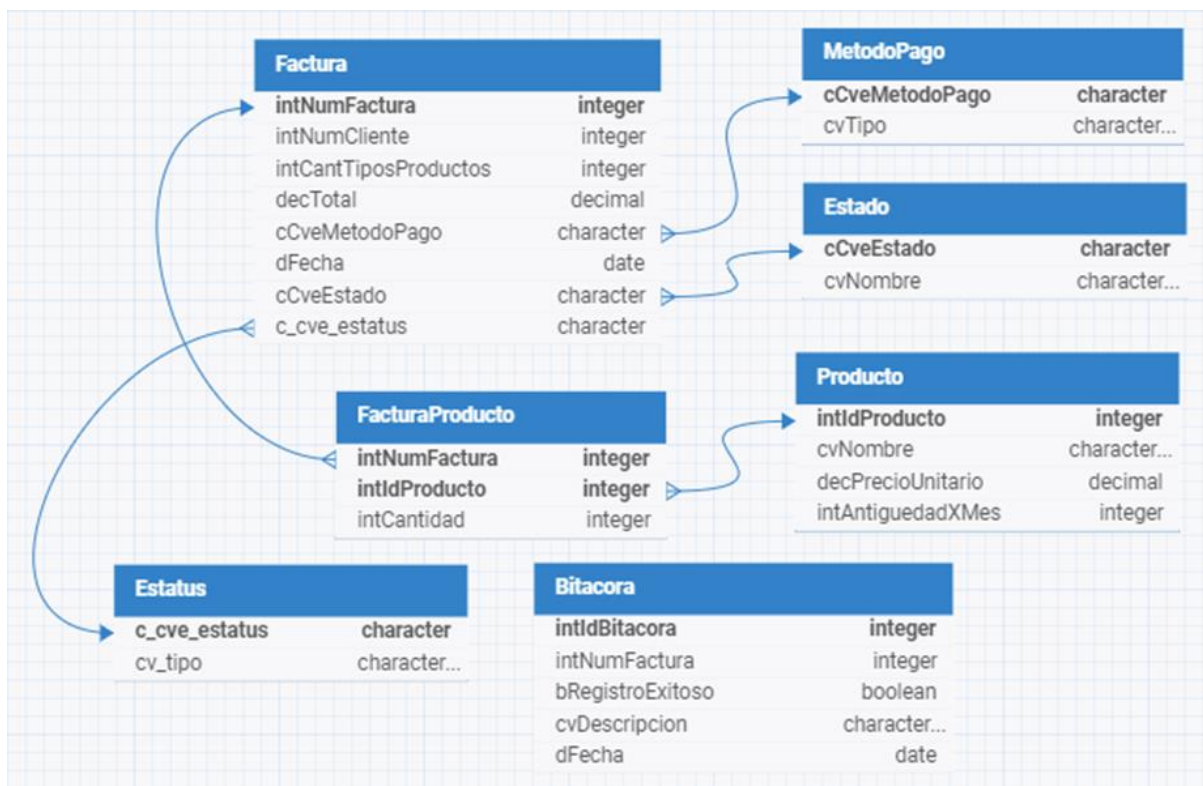 Factura
intNumFactura integer
intNumCliente integer
intCantTiposProductos integer
decTotal decimal
cCveMetodoPago character
dFecha date
cCveEstado character
c_cve_estatus character
MetodoPago
cCveMetodoPago character
cvTipo character...
Estado
cCveEstado character
cvNombre character...
FacturaProducto
intNumFactura integer
intIdProducto integer
intCantidad integer
Producto
intIdProducto integer
cvNombre character...
decPrecioUnitario decimal
intAntiguedadXMes integer
Estatus
c_cve_estatus character
cv_tipo character...
Bitacora
intIdBitacora integer
intNumFactura integer
bRegistroExitoso boolean
cvDescripcion character...
dFecha date